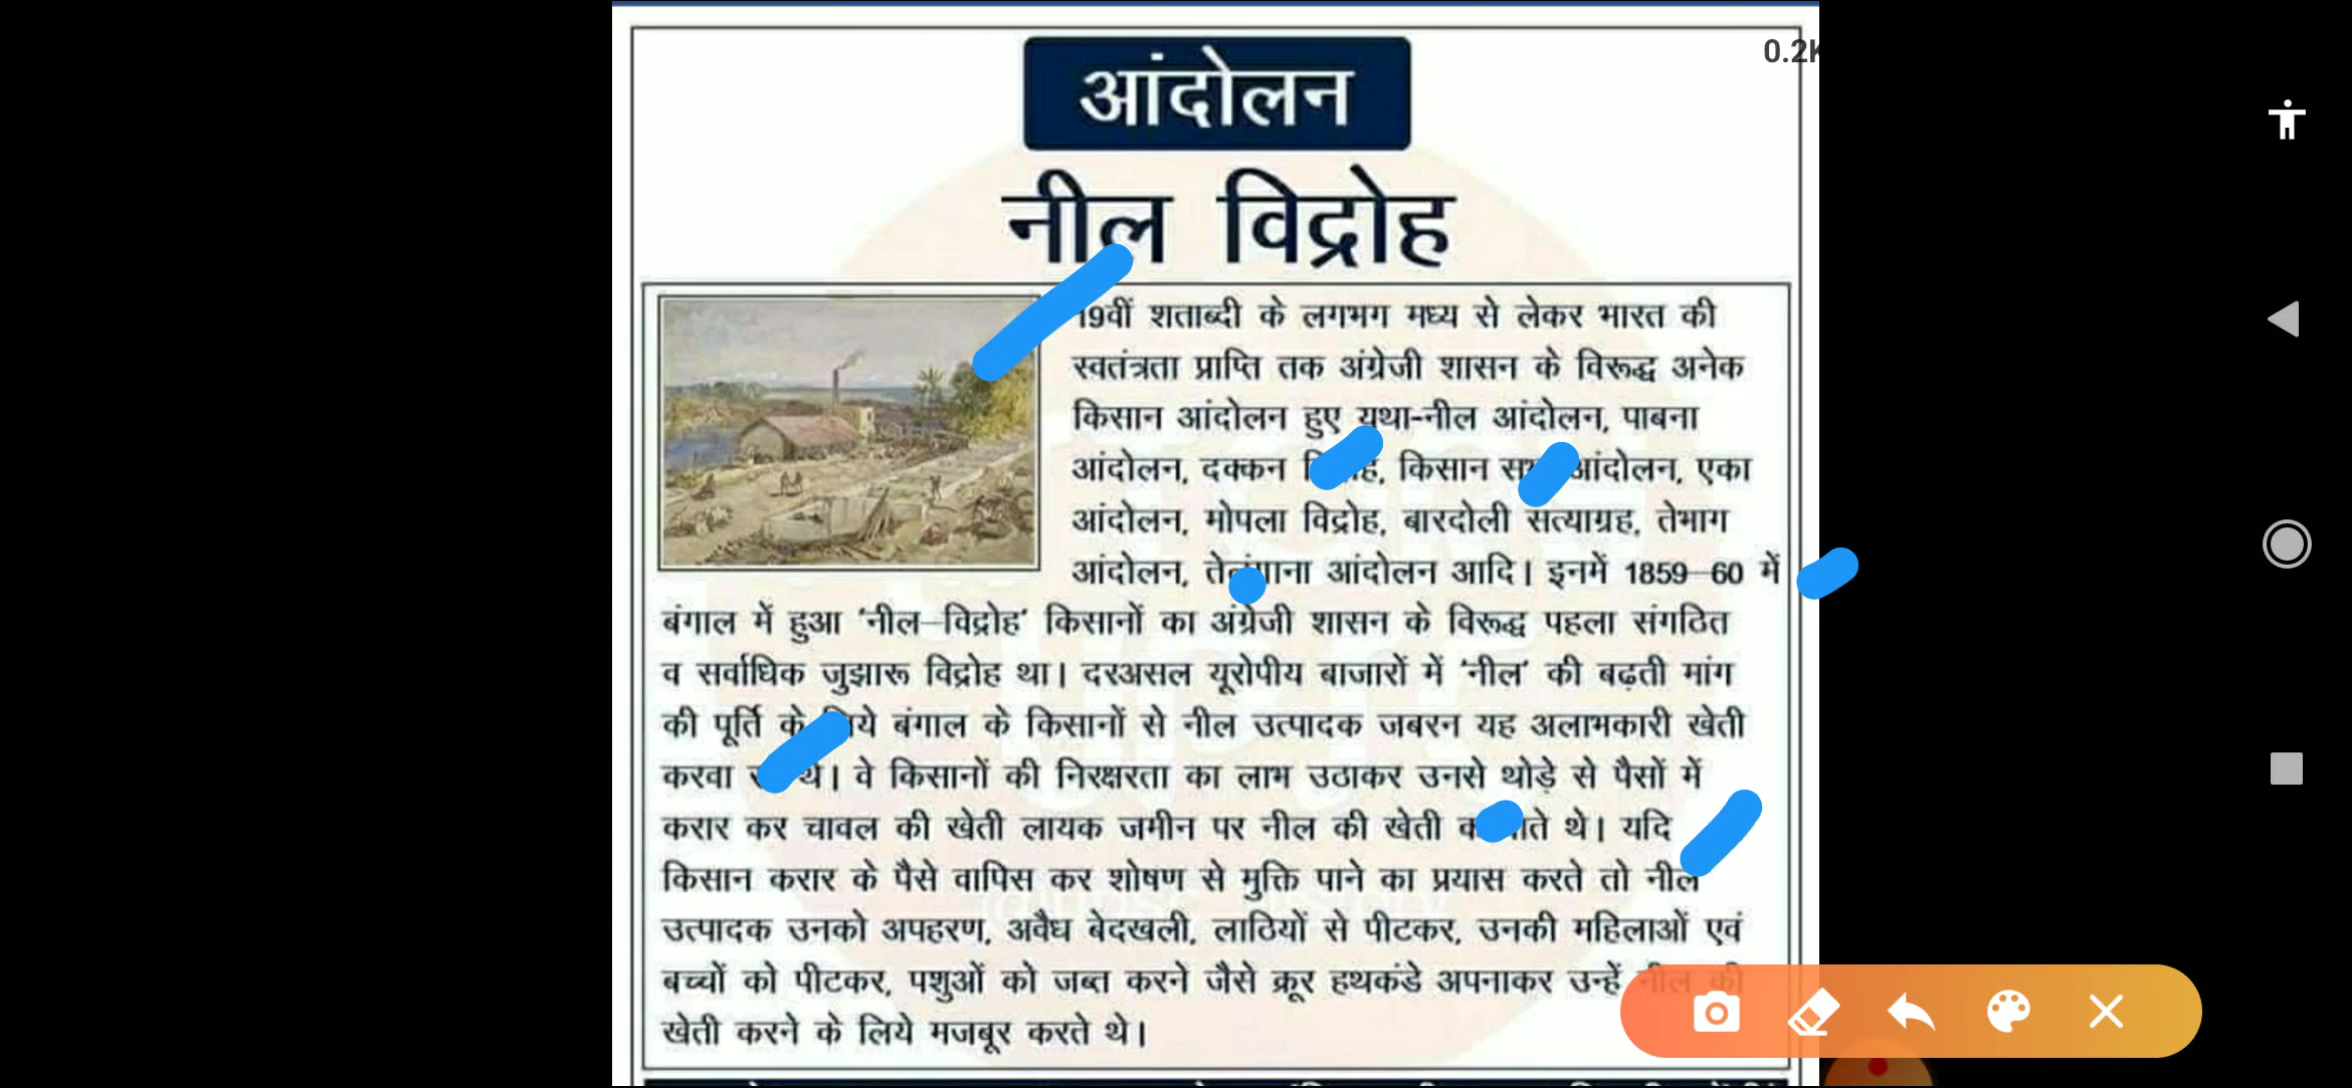 0.2K
आंदोलन
नील विद्रोह
19वीं शताब्दी के लगभग मध्य से लेकर भारत की
स्वतंत्रता प्राप्ति तक अंग्रेजी शासन के विरूद्ध अनेक
किसान आंदोलन हुए यथा-नील आंदोलन, पाबना
आंदोलन, दक्कन किसान आंदोलन, एका
आंदोलन, मोपला विद्रोह, बारदोली सत्याग्रह, तेभाग
आंदोलन, तेलंगाना आंदोलन आदि। इनमें 1859–60 में
बंगाल में हुआ 'नील–विद्रोह' किसानों का अंग्रेजी शासन के विरूद्ध पहला संगठित
व सर्वाधिक जुझारू विद्रोह था। दरअसल यूरोपीय बाजारों में 'नील' की बढ़ती मांग
की पूर्ति के बंगाल के किसानों से नील उत्पादक जबरन यह अलाभकारी खेती
करवा थे। वे किसानों की निरक्षरता का लाभ उठाकर उनसे थोड़े से पैसों में
करार कर चावल की खेती लायक जमीन पर नील की खेती थे। यदि
किसान करार के पैसे वापिस कर शोषण से मुक्ति पाने का प्रयास करते तो नील
उत्पादक उनको अपहरण, अवैध बेदखली, लाठियों से पीटकर, उनकी महिलाओं एवं
बच्चों को पीटकर, पशुओं को जब्त करने जैसे क्रूर हथकंडे अपनाकर उन्हें नील की
खेती करने के लिये मजबूर करते थे।